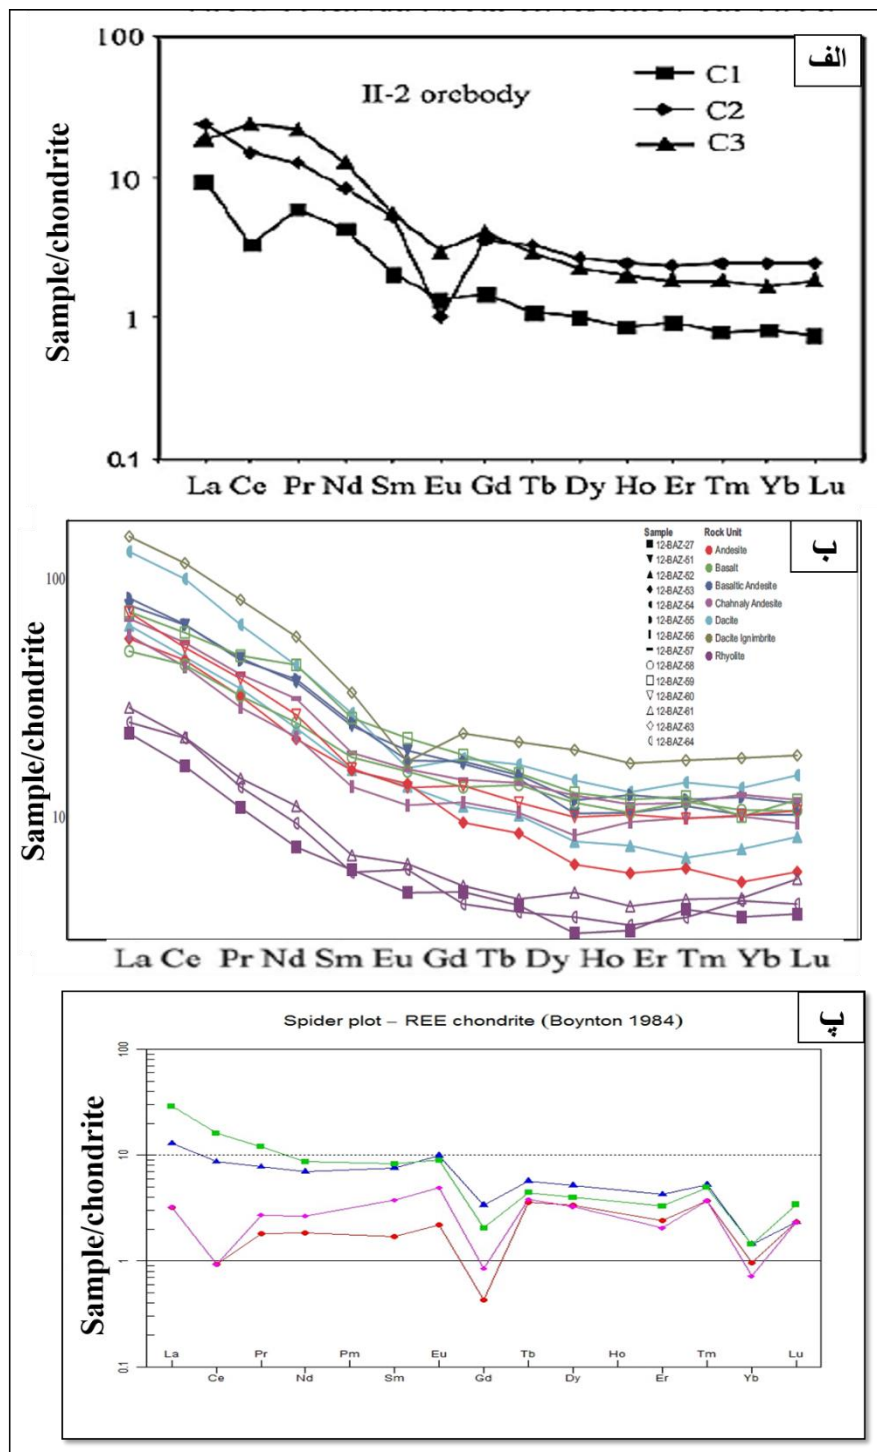 الف
100
10
1
0.1
II-2 orebody
C1
C2
C3
Sample/chondrite
La Ce Pr Nd Sm Eu Gd Tb Dy Ho Er Tm Yb Lu
ب
100
10
Sample/chondrite
Sample
12-BAZ-27
12-BAZ-51
12-BAZ-52
12-BAZ-53
12-BAZ-54
12-BAZ-55
12-BAZ-56
12-BAZ-57
12-BAZ-58
12-BAZ-59
12-BAZ-60
12-BAZ-61
12-BAZ-63
12-BAZ-64
Rock Unit
Andesite
Basalt
Basaltic Andesite
Chahnaly Andesite
Dacite
Dacite Ignimbrite
Rhyolite
La Ce Pr Nd Sm Eu Gd Tb Dy Ho Er Tm Yb Lu
پ
Spider plot – REE chondrite (Boynton 1984)
100
10
1
0.1
Sample/chondrite
La Pr Pm Eu Tb Ho Tm Lu
Ce Nd Sm Gd Dy Er Yb